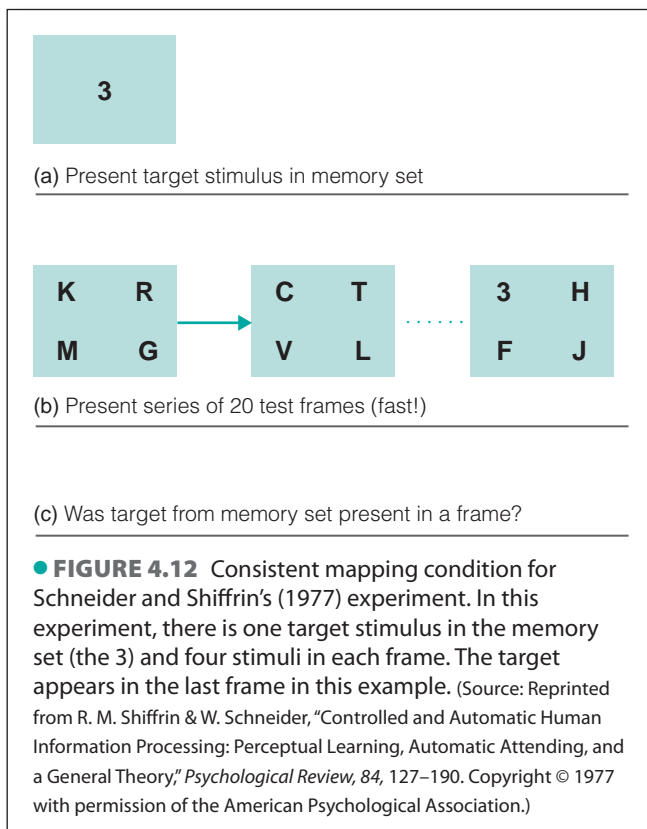 3
(a) Present target stimulus in memory set
K R C T 3 H
M G V L F J
(b) Present series of 20 test frames (fast!)
(c) Was target from memory set present in a frame?
● FIGURE 4.12 Consistent mapping condition for
Schneider and Shiffrin’s (1977) experiment. In this
experiment, there is one target stimulus in the memory
set (the 3) and four stimuli in each frame. The target
appears in the last frame in this example. (Source: Reprinted
from R. M. Shiffrin & W. Schneider, “Controlled and Automatic Human
Information Processing: Perceptual Learning, Automatic Attending, and
a General Theory,” Psychological Review, 84, 127–190. Copyright © 1977
with permission of the American Psychological Association.)